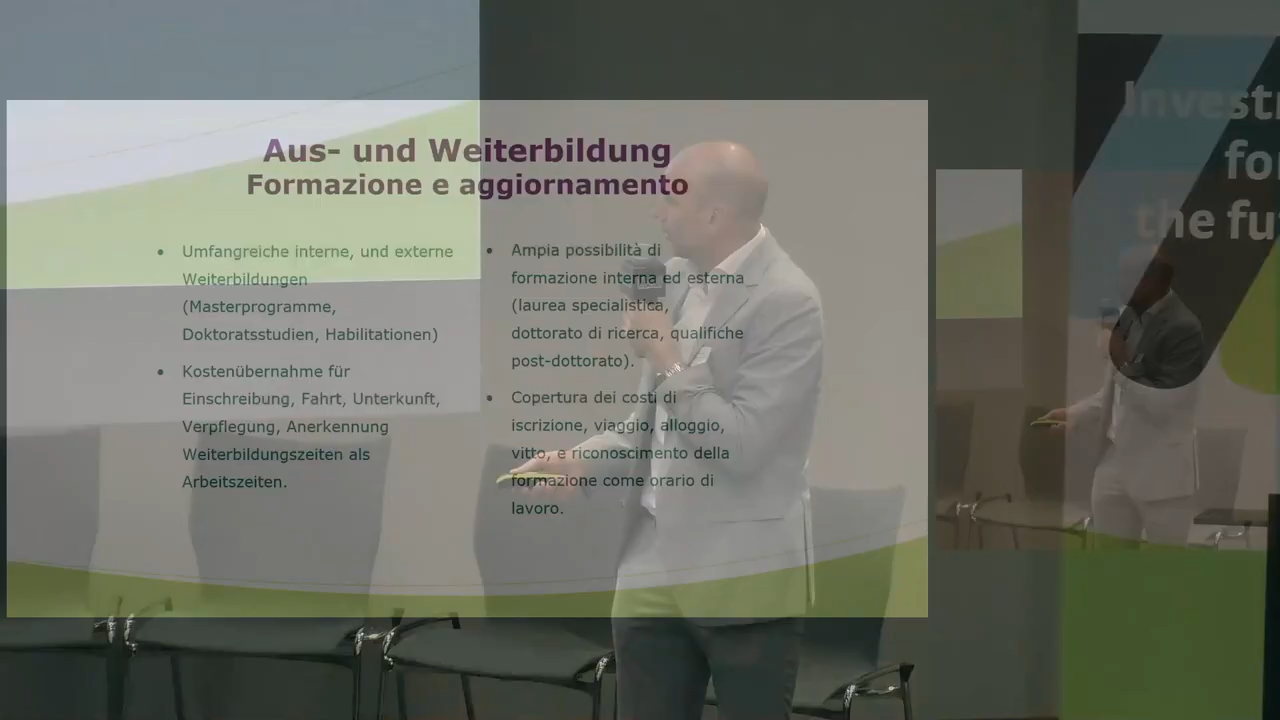 Aus- und Weiterbildung
Formazione e aggiornamento
• Umfangreiche interne, und externe
Weiterbildungen
(Masterprogramme,
Doktoratsstudien, Habilitationen)
• Kostenübernahme für
Einschreibung, Fahrt, Unterkunft,
Verpflegung, Anerkennung
Weiterbildungszeiten als
Arbeitszeiten.
• Ampia possibilità di
formazione interna ed esterna
(laurea specialistica,
dottorato di ricerca, qualifiche
post-dottorato).
• Copertura dei costi di
iscrizione, viaggio, alloggio,
vitto, e riconoscimento della
formazione come orario di
lavoro.
Investr
for
the fu